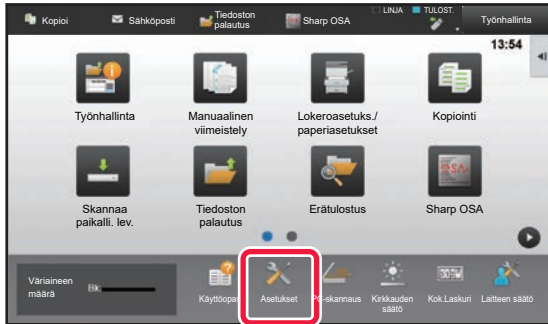 Kopioi Sähköposti Tiedoston palautus Sharp OSA LINJA TULOST. Työnhallinta
13:54
Työnhallinta
Manuaalinen
viimeistely
Lokeroasetuks./
paperiasetukset
Kopiointi
Skannaa
paikalli. lev.
Tiedoston
palautus
Erätulostus
Sharp OSA
Väriaineen
määrä
Bk:
Käyttöopas
Asetukset
PC-skannaus
Kirkkauden
säätö
Kok.Laskuri
Laitteen säätö